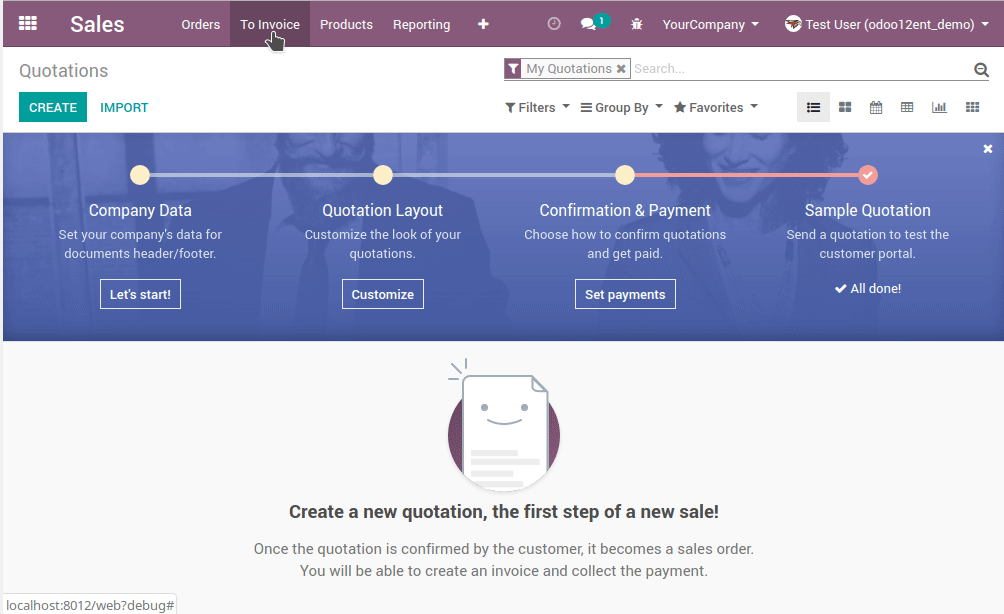 Sales Orders To Invoice Products Reporting 1 YourCompany Test User (odoo12ent_demo)
Quotations My Quotations Search...
CREATE IMPORT Filters Group By Favorites
Company Data Quotation Layout Confirmation & Payment Sample Quotation
Set your company's data for Customize the look of your Choose how to confirm quotations Send a quotation to test the
documents header/footer. quotations. and get paid. customer portal.
Let's start! Customize Set payments All done!
Create a new quotation, the first step of a new sale!
Once the quotation is confirmed by the customer, it becomes a sales order.
You will be able to create an invoice and collect the payment.
localhost:8012/web?debug#